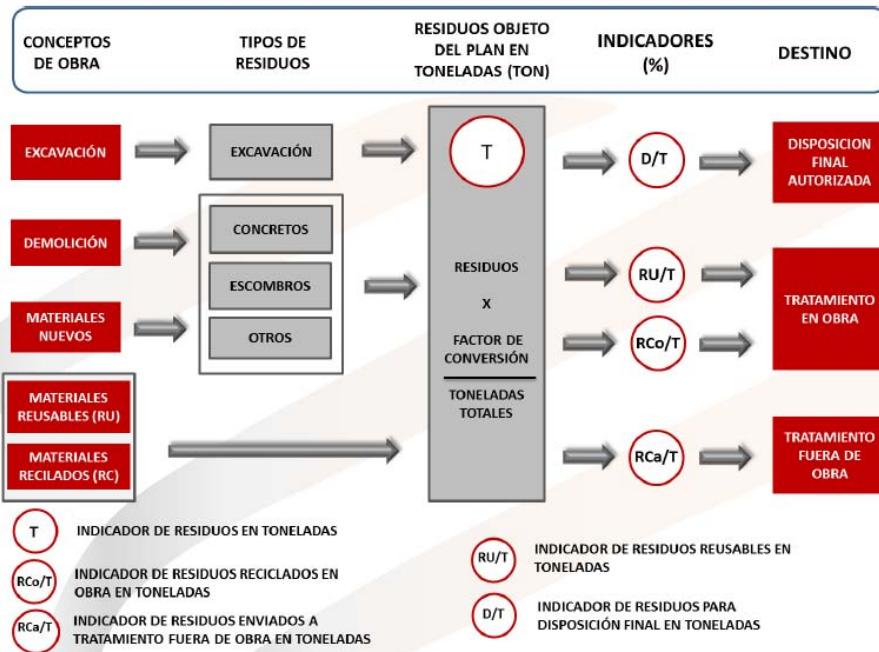 CONCEPTOS
DE OBRA
TIPOS DE
RESIDUOS
RESIDUOS OBJETO
DEL PLAN EN
TONELADAS (TON)
INDICADORES
(%)
DESTINO
EXCAVACIÓN
EXCAVACIÓN
T
D/T
DISPOSICION
FINAL
AUTORIZADA
DEMOLICIÓN
CONCRETOS
ESCOMBROS
OTROS
MATERIALES
NUEVOS
RESIDUOS
X
FACTOR DE
CONVERSIÓN
TONELADAS
TOTALES
RU/T
RCo/T
TRATAMIENTO
EN OBRA
MATERIALES
REUSABLES (RU)
MATERIALES
RECILADOS (RC)
RCa/T
TRATAMIENTO
FUERA DE
OBRA
T
INDICADOR DE RESIDUOS EN TONELADAS
RCo/T
INDICADOR DE RESIDUOS RECICLADOS EN
OBRA EN TONELADAS
RCa/T
INDICADOR DE RESIDUOS ENVIADOS A
TRATAMIENTO FUERA DE OBRA EN TONELADAS
RU/T
INDICADOR DE RESIDUOS REUSABLES EN
TONELADAS
D/T
INDICADOR DE RESIDUOS PARA
DISPOSICIÓN FINAL EN TONELADAS